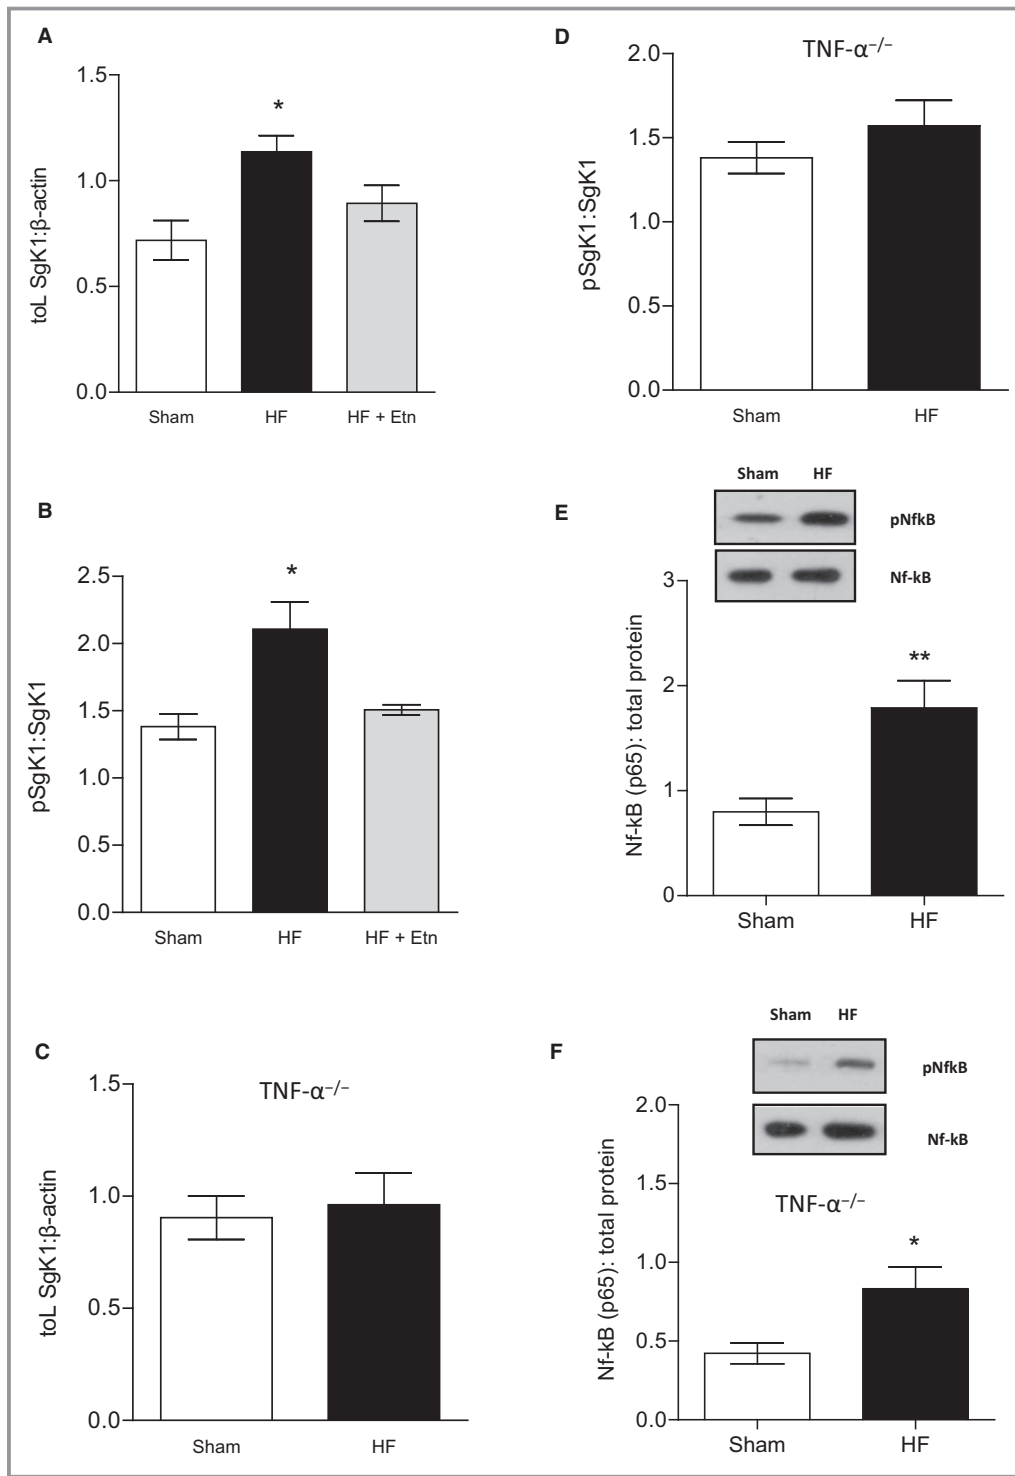 A
1.5
1.0
0.5
0.0
toL SgK1:β-actin
*
Sham HF HF + Etn
B
2.5
2.0
1.5
1.0
0.5
0.0
pSgK1:SgK1
*
Sham HF HF + Etn
C
TNF-α⁻/⁻
1.5
1.0
0.5
0.0
toL SgK1:β-actin
Sham HF
D
TNF-α⁻/⁻
2.0
1.5
1.0
0.5
0.0
pSgK1:SgK1
Sham HF
E
Sham HF
pNfkB
Nf-kB
3
2
1
0
Nf-kB (p65): total protein
**
Sham HF
F
Sham HF
pNfkB
Nf-kB
TNF-α⁻/⁻
2.0
1.5
1.0
0.5
0.0
Nf-kB (p65): total protein
*
Sham HF